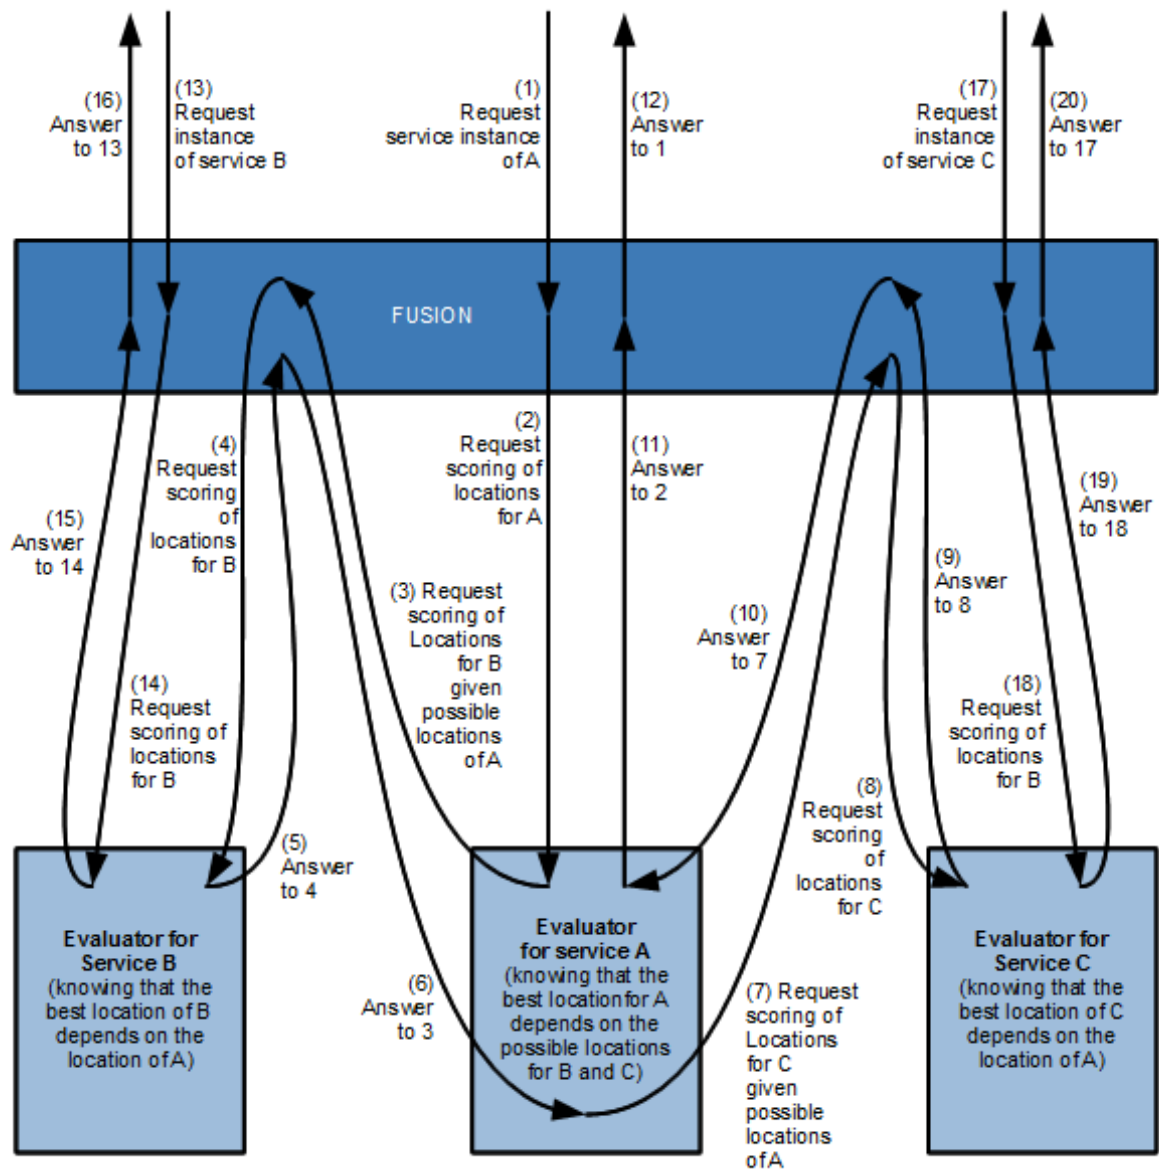 (16)
Answer
to 13
(13)
Request
instance
of service B
(1)
Request
service instance
of A
(12)
Answer
to 1
(17)
Request
instance
of service C
(20)
Answer
to 17
FUSION
(4)
Request
scoring
of
locations
for B
(2)
Request
scoring of
locations
for A
(11)
Answer
to 2
(15)
Answer
to 14
(19)
Answer
to 18
(9)
Answer
to 8
(3) Request
scoring of
Locations
for B
given
possible
locations
of A
(10)
Answer
to 7
(14)
Request
scoring of
locations
for B
(18)
Request
scoring of
locations
for B
(8)
Request
scoring
of
locations
for C
(5)
Answer
to 4
Evaluator for
Service B
(knowing that the
best location of B
depends on the
location of A)
Evaluator
for service A
(knowing that the
best location for A
depends on the
possible locations
for B and C)
Evaluator for
Service C
(knowing that the
best location of C
depends on the
location of A)
(6)
Answer
to 3
(7) Request
scoring of
Locations
for C
given
possible
locations
of A